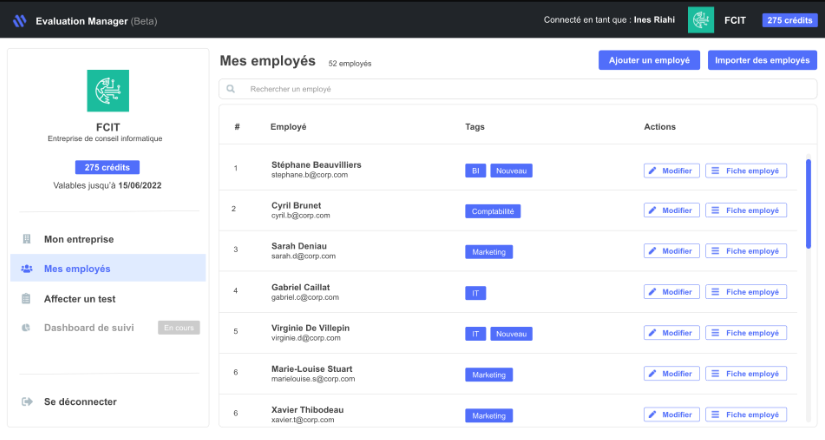 Evaluation Manager (Beta)
Connecté en tant que : Ines Riahi
FCIT
275 crédits
FCIT
Entreprise de conseil informatique
275 crédits
Valables jusqu'à 15/06/2022
Mon entreprise
Mes employés
Affecter un test
Dashboard de suivi En cours
Se déconnecter
Mes employés 52 employés
Ajouter un employé
Importer des employés
Rechercher un employé
# Employé Tags Actions
1 Stéphane Beauvilliers BI Nouveau Modifier Fiche employé
stephane.b@corp.com
2 Cyril Brunet Comptabilité Modifier Fiche employé
cyril.b@corp.com
3 Sarah Deniau Marketing Modifier Fiche employé
sarah.d@corp.com
4 Gabriel Caillat IT Modifier Fiche employé
gabriel.c@corp.com
5 Virginie De Villepin IT Nouveau Modifier Fiche employé
virginie.d@corp.com
6 Marie-Louise Stuart Marketing Modifier Fiche employé
marielouise.s@corp.com
6 Xavier Thibodeau Marketing Modifier Fiche employé
xavier.t@corp.com